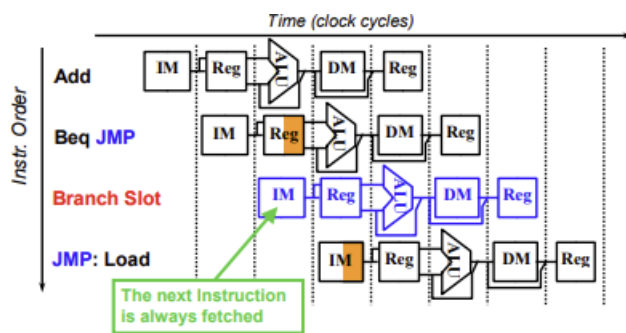 Time (clock cycles)
Instr. Order
Add IM Reg ALU DM Reg
Beq JMP IM Reg ALU DM Reg
Branch Slot IM Reg ALU DM Reg
JMP: Load IM Reg ALU DM Reg
The next Instruction
is always fetched